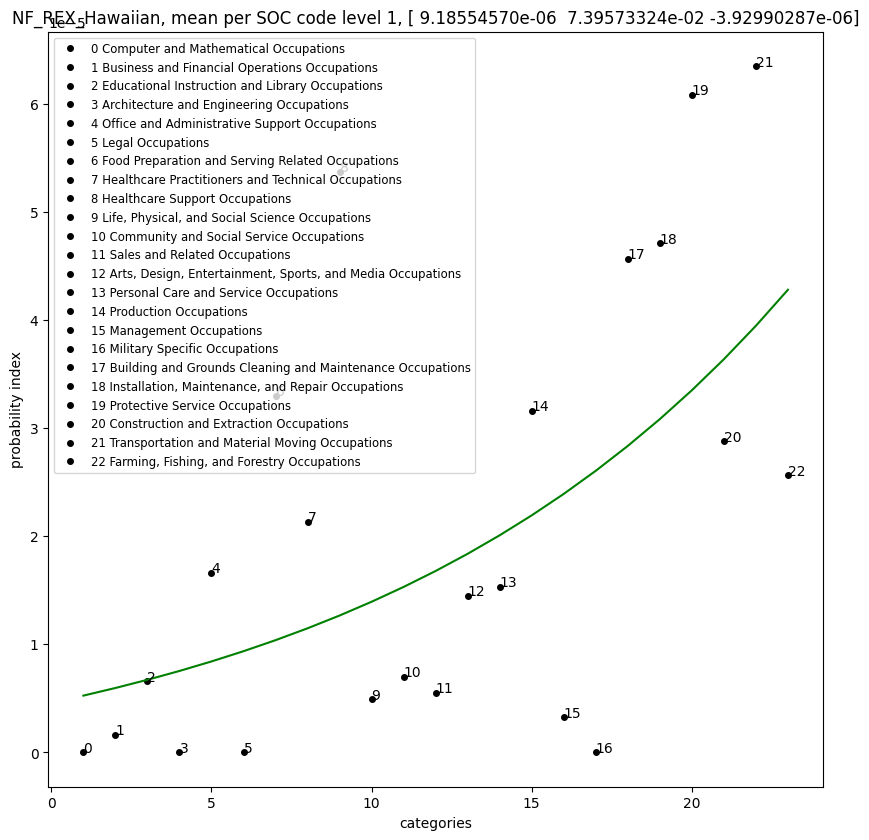 NF_REX_Hawaiian, mean per SOC code level 1, [ 9.18554570e-06 7.39573324e-02 -3.92990287e-06]
1e−5
0 Computer and Mathematical Occupations
1 Business and Financial Operations Occupations
2 Educational Instruction and Library Occupations
3 Architecture and Engineering Occupations
4 Office and Administrative Support Occupations
5 Legal Occupations
6 Food Preparation and Serving Related Occupations
7 Healthcare Practitioners and Technical Occupations
8 Healthcare Support Occupations
9 Life, Physical, and Social Science Occupations
10 Community and Social Service Occupations
11 Sales and Related Occupations
12 Arts, Design, Entertainment, Sports, and Media Occupations
13 Personal Care and Service Occupations
14 Production Occupations
15 Management Occupations
16 Military Specific Occupations
17 Building and Grounds Cleaning and Maintenance Occupations
18 Installation, Maintenance, and Repair Occupations
19 Protective Service Occupations
20 Construction and Extraction Occupations
21 Transportation and Material Moving Occupations
22 Farming, Fishing, and Forestry Occupations
21
19
18
17
14
20
22
7
4
13
12
2
10
11
9
15
1
0
3
5
16
6
5
4
3
2
1
0
probability index
0
5
10
15
20
categories